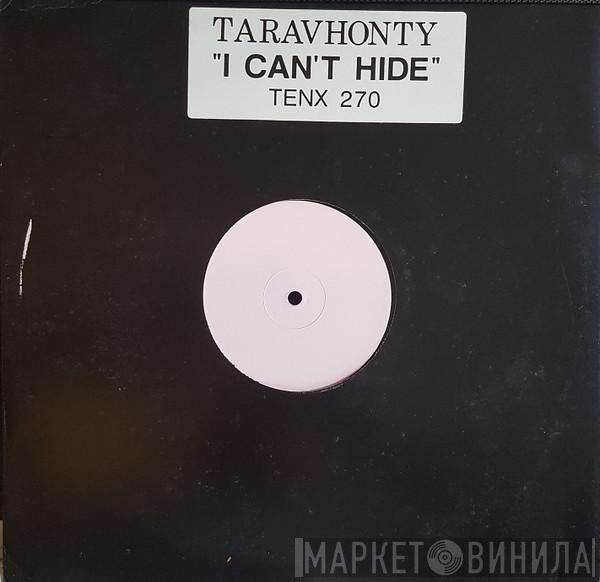 TARAVHONTY
"I CAN'T HIDE"
TENX 270
МАРКЕТ ВИНИЛА